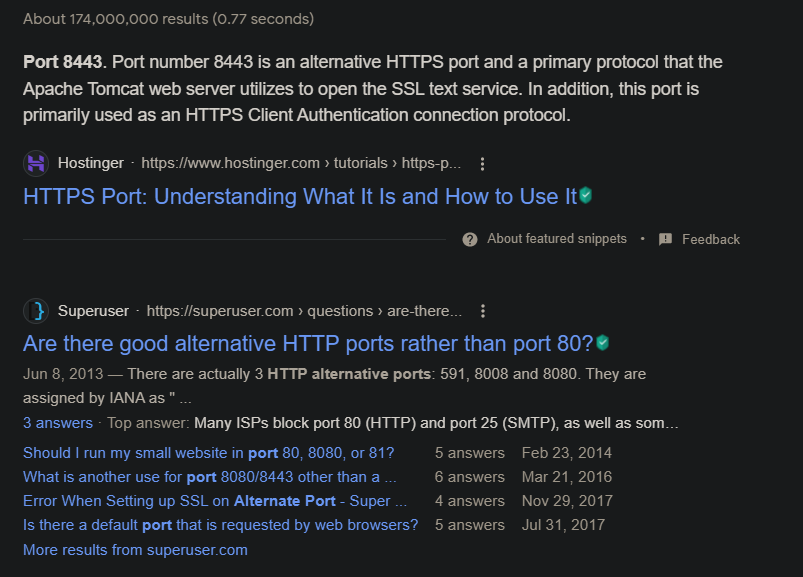 About 174,000,000 results (0.77 seconds)
Port 8443. Port number 8443 is an alternative HTTPS port and a primary protocol that the
Apache Tomcat web server utilizes to open the SSL text service. In addition, this port is
primarily used as an HTTPS Client Authentication connection protocol.
Hostinger · https://www.hostinger.com › tutorials › https-p...
HTTPS Port: Understanding What It Is and How to Use It
About featured snippets • Feedback
Superuser · https://superuser.com › questions › are-there...
Are there good alternative HTTP ports rather than port 80?
Jun 8, 2013 — There are actually 3 HTTP alternative ports: 591, 8008 and 8080. They are
assigned by IANA as " ...
3 answers · Top answer: Many ISPs block port 80 (HTTP) and port 25 (SMTP), as well as som...
Should I run my small website in port 80, 8080, or 81? 5 answers Feb 23, 2014
What is another use for port 8080/8443 other than a ... 6 answers Mar 21, 2016
Error When Setting up SSL on Alternate Port - Super ... 4 answers Nov 29, 2017
Is there a default port that is requested by web browsers? 5 answers Jul 31, 2017
More results from superuser.com